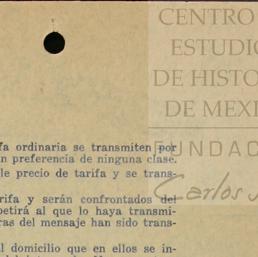 CENTRO
ESTUDIO
DE HISTO
DE MEXI
FUNDAC
Carlos
fa ordinaria se transmiten por
n preferencia de ninguna clase.
le precio de tarifa y se trans-
rifa y serán confrontados del
petirá al que lo haya transmi-
ras del mensaje han sido trans-
al domicilio que en ellos se in-